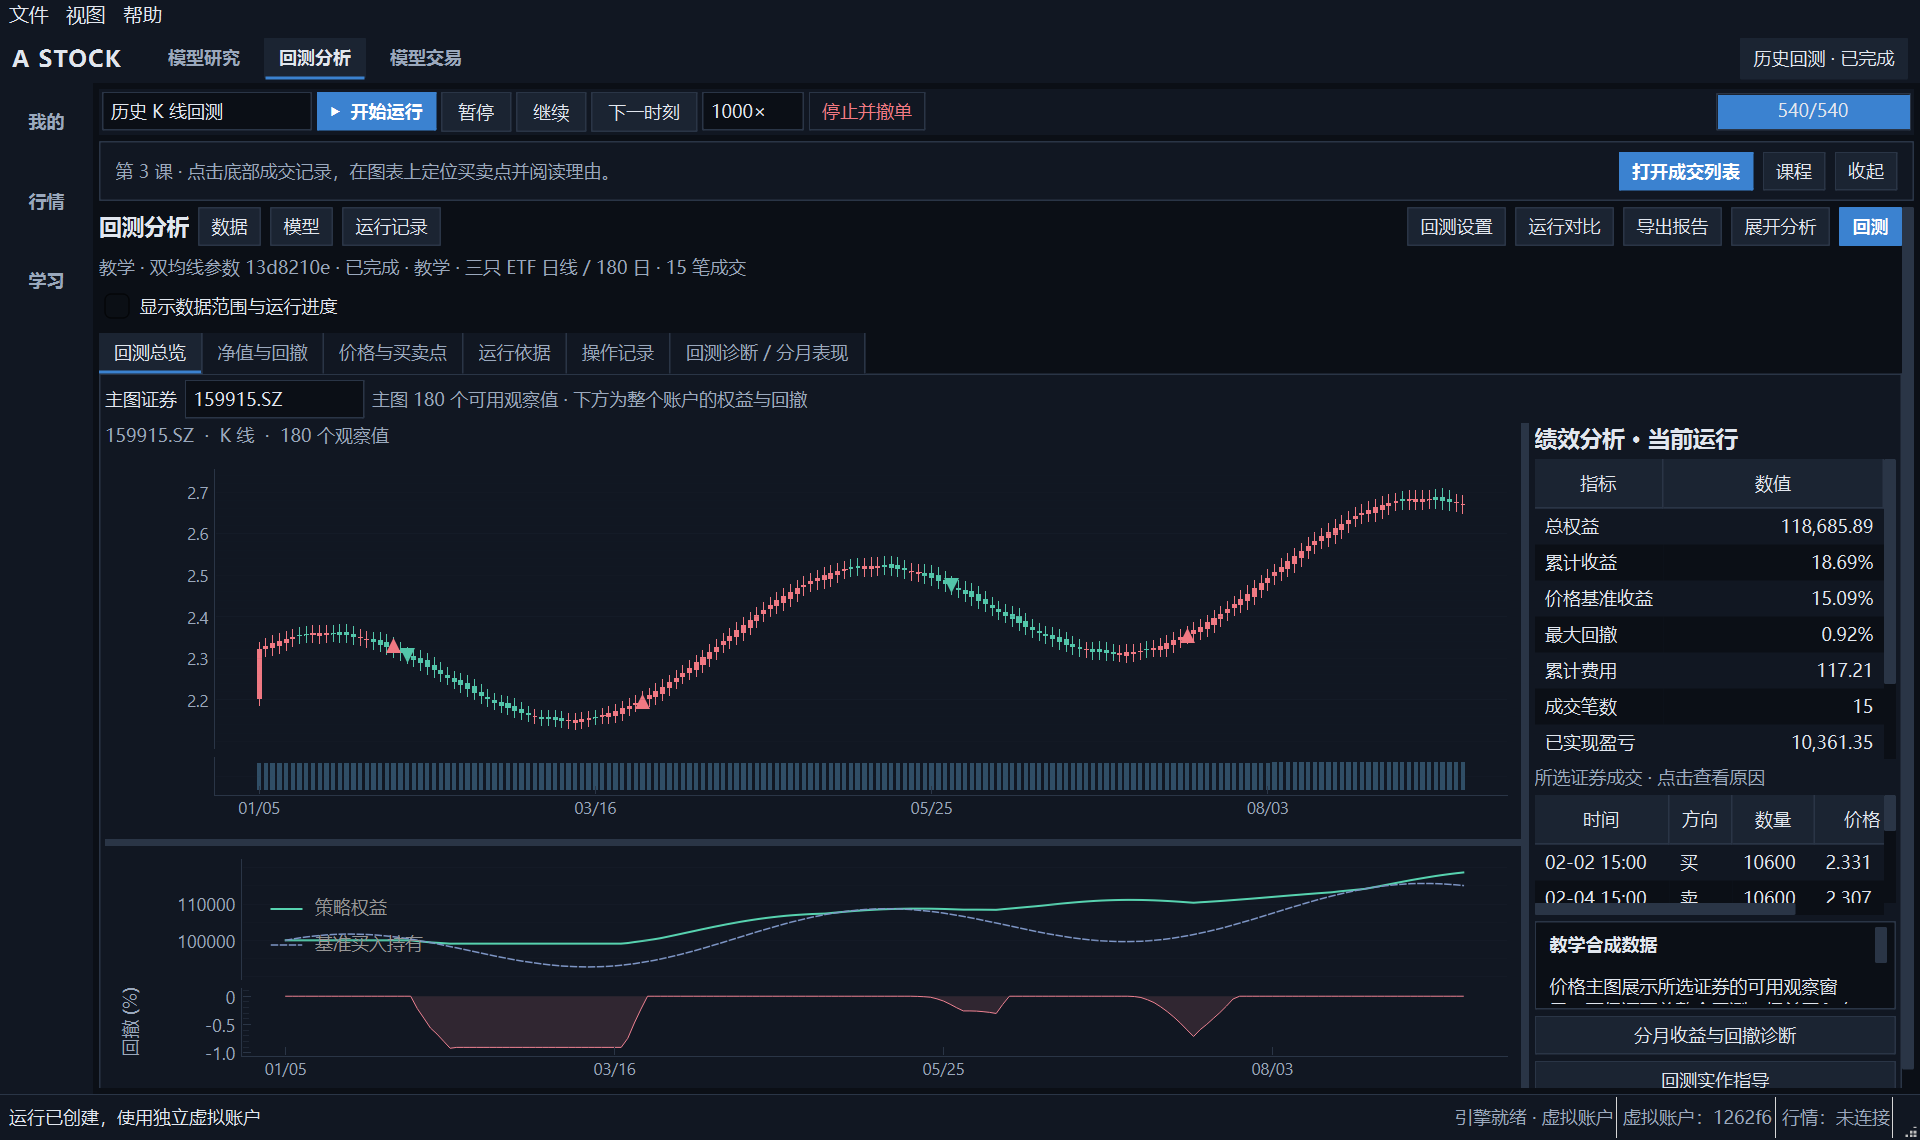 文件 视图 帮助
A STOCK 模型研究 回测分析 模型交易 历史回测 · 已完成
我的
行情
学习
历史 K 线回测 ▶ 开始运行 暂停 继续 下一时刻 1000× 停止并撤单 540/540
第 3 课 · 点击底部成交记录，在图表上定位买卖点并阅读理由。 打开成交列表 课程 收起
回测分析 数据 模型 运行记录 回测设置 运行对比 导出报告 展开分析 回测
教学 · 双均线参数 13d8210e · 已完成 · 教学 · 三只 ETF 日线 / 180 日 · 15 笔成交
显示数据范围与运行进度
回测总览 净值与回撤 价格与买卖点 运行依据 操作记录 回测诊断 / 分月表现
主图证券 159915.SZ 主图 180 个可用观察值 · 下方为整个账户的权益与回撤
159915.SZ · K 线 · 180 个观察值
2.7
2.6
2.5
2.4
2.3
2.2
01/05 03/16 05/25 08/03
110000
100000
策略权益
基准买入持有
回撤 (%)
0
-0.5
-1.0
01/05 03/16 05/25 08/03
绩效分析 • 当前运行
指标 数值
总权益 118,685.89
累计收益 18.69%
价格基准收益 15.09%
最大回撤 0.92%
累计费用 117.21
成交笔数 15
已实现盈亏 10,361.35
所选证券成交 · 点击查看原因
时间 方向 数量 价格
02-02 15:00 买 10600 2.331
02-04 15:00 卖 10600 2.307
教学合成数据
价格主图展示所选证券的可用观察窗
分月收益与回撤诊断
回测实作指导
运行已创建，使用独立虚拟账户 引擎就绪 · 虚拟账户 虚拟账户：1262f6 行情：未连接